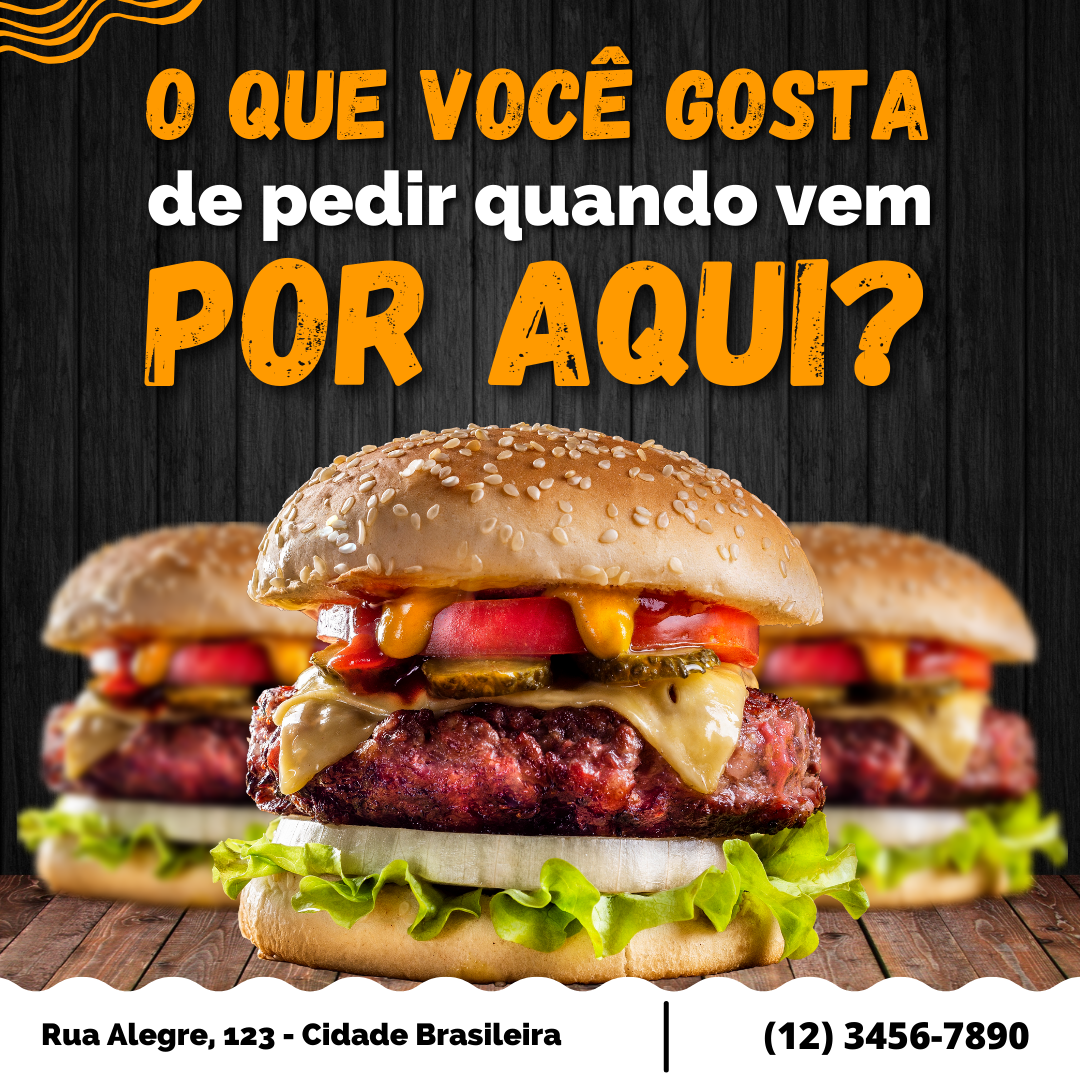 O QUE VOCÊ GOSTA
de pedir quando vem
POR AQUI?
Rua Alegre, 123 - Cidade Brasileira
(12) 3456-7890